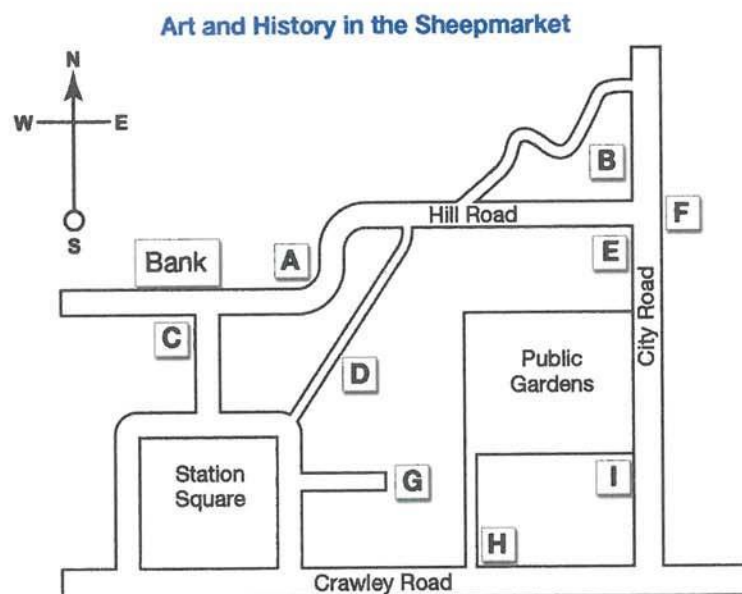 Art and History in the Sheepmarket
N
W
E
S
B
Hill Road
F
Bank
A
E
C
City Road
D
Public
Gardens
Station
Square
G
I
H
Crawley Road